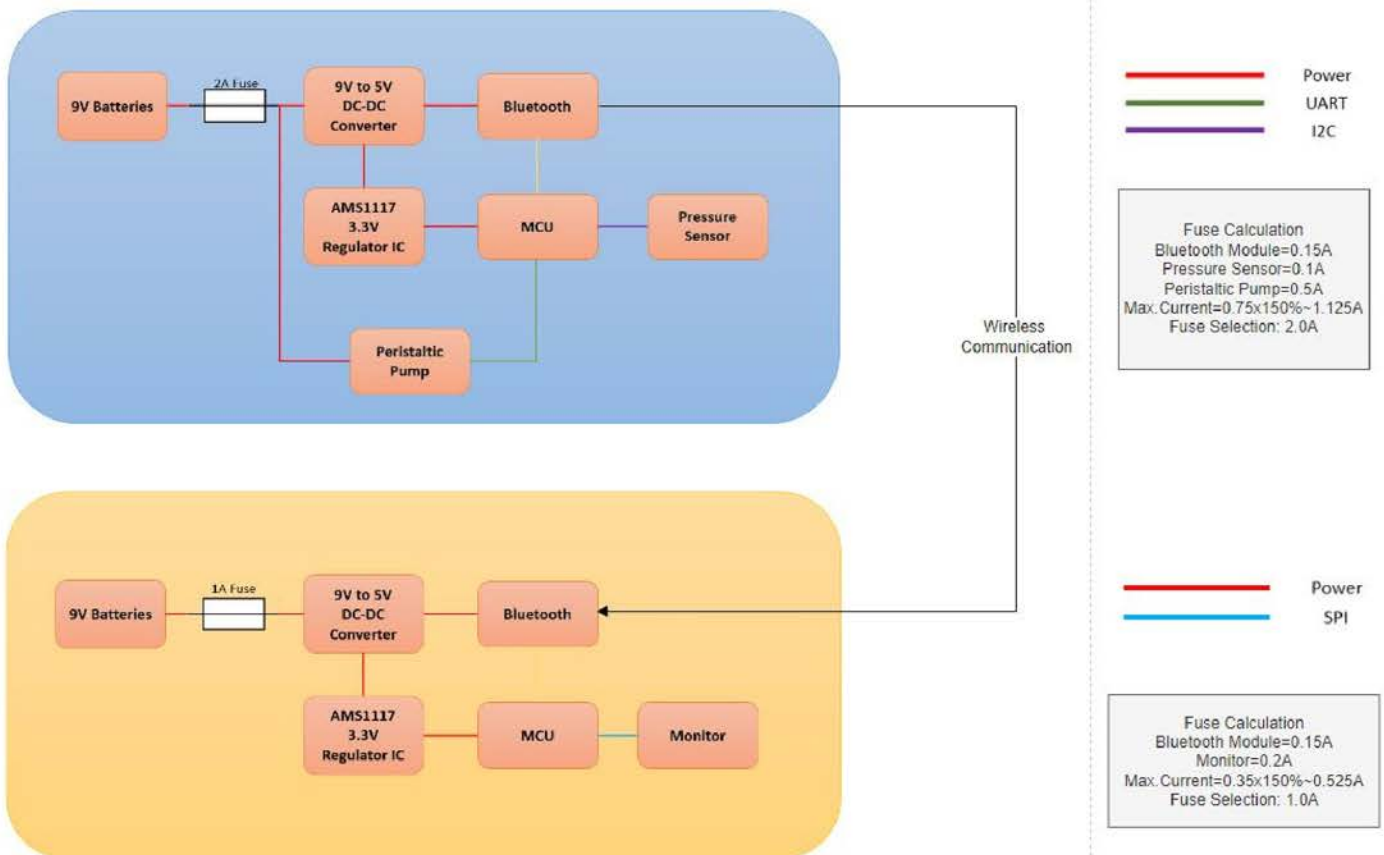 2A Fuse
9V Batteries
9V to 5V
DC-DC
Converter
Bluetooth
AMS1117
3.3V
Regulator IC
MCU
Pressure
Sensor
Peristaltic
Pump
Wireless
Communication
Power
UART
I2C
Fuse Calculation
Bluetooth Module=0.15A
Pressure Sensor=0.1A
Peristaltic Pump=0.5A
Max.Current=0.75x150%~1.125A
Fuse Selection: 2.0A
1A Fuse
9V Batteries
9V to 5V
DC-DC
Converter
Bluetooth
AMS1117
3.3V
Regulator IC
MCU
Monitor
Power
SPI
Fuse Calculation
Bluetooth Module=0.15A
Monitor=0.2A
Max.Current=0.35x150%~0.525A
Fuse Selection: 1.0A